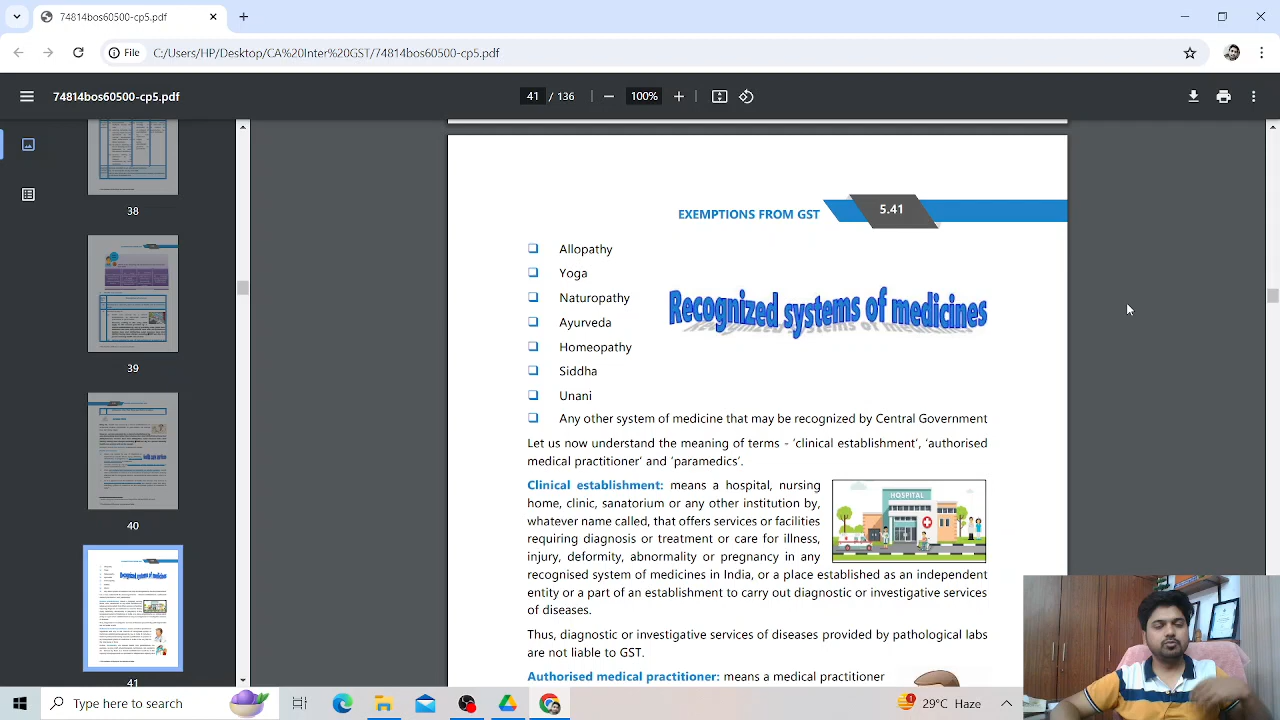 74814bos60500-cp5.pdf
File
C:/Users/HP/Desktop/CA%20Inter%20GST/74814bos60500-cp5.pdf
74814bos60500-cp5.pdf
41 / 136
100%
38
39
40
41
EXEMPTIONS FROM GST
5.41
Allopathy
Yoga
Naturopathy
Ayurveda
Homeopathy
Siddha
Unani
Recognized systems of medicines
Any other system of medicine that may be recognized by Central Government
Let us now understand the meaning of terms - 'clinical establishment', 'authorised
medical practitioner' and 'paramedics'.
Clinical establishment: means a hospital, nursing
home, clinic, sanatorium or any other institution by,
whatever name called, that offers services or facilities
requiring diagnosis or treatment or care for illness,
injury, deformity, abnormality or pregnancy in any
recognised system of medicines in India, or a place established as an independent
entity or a part of an establishment to carry out diagnostic or investigative services
of diseases.
HOSPITAL
Thus, diagnostic or investigative services of diseases provided by pathological labs
are not liable to GST.
Authorised medical practitioner: means a medical practitioner
Type here to search
1
29°C Haze